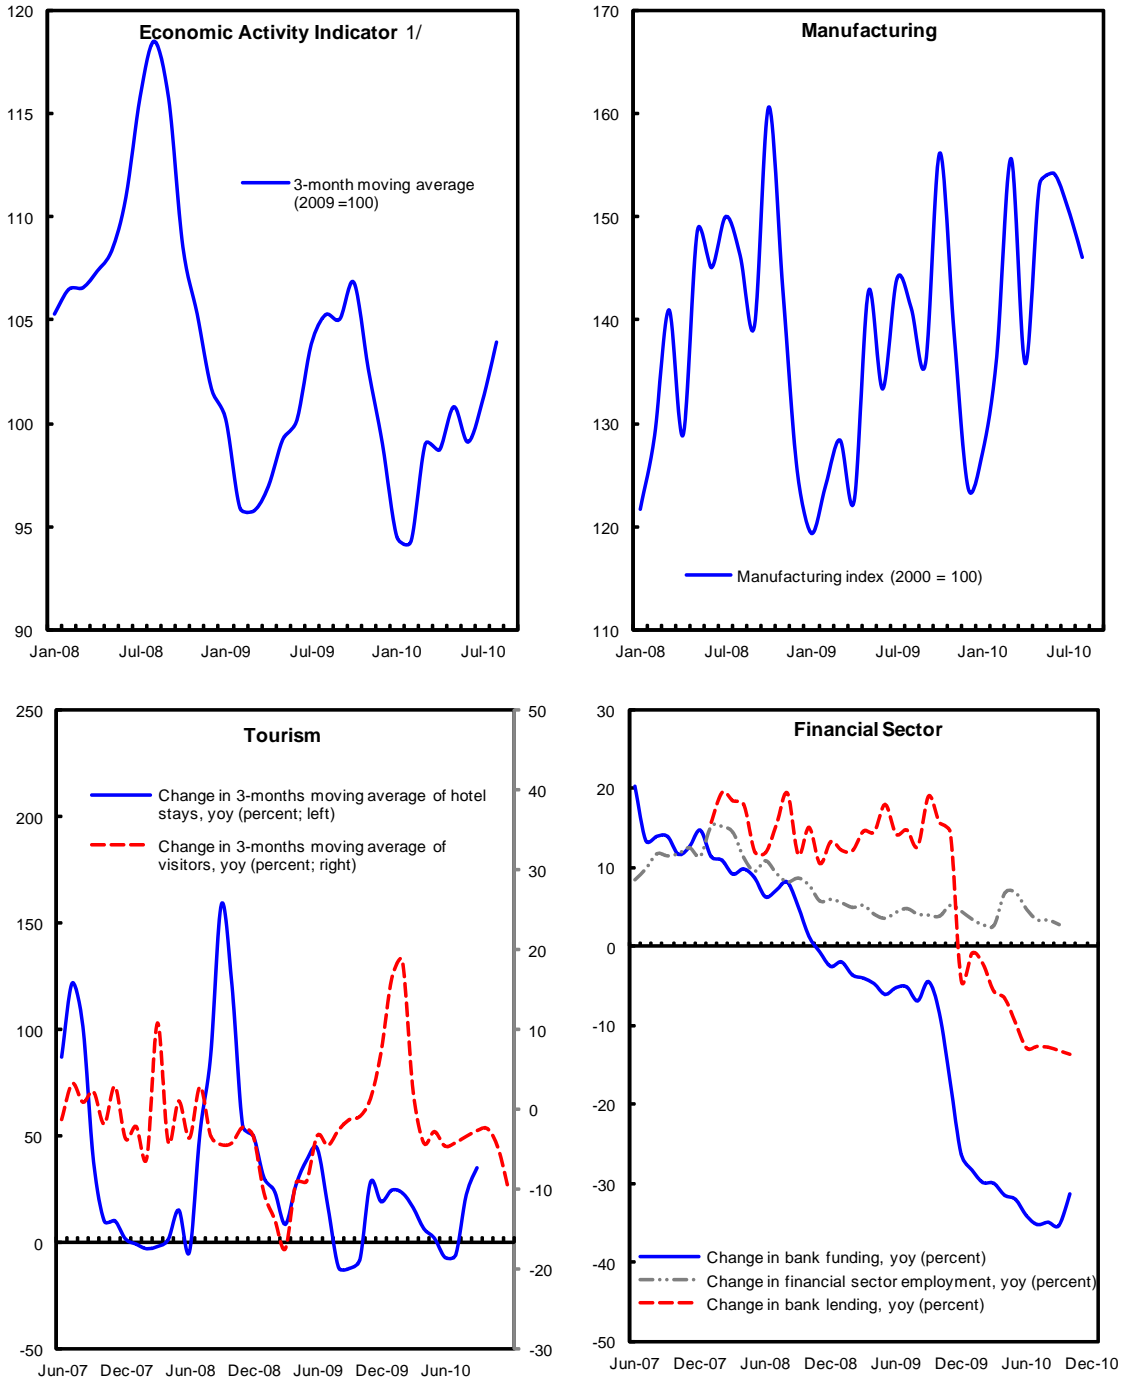 Economic Activity Indicator 1/
120
115
110
105
100
95
90
3-month moving average
(2009 =100)
Jan-08 Jul-08 Jan-09 Jul-09 Jan-10 Jul-10
Manufacturing
170
160
150
140
130
120
110
Manufacturing index (2000 = 100)
Jan-08 Jul-08 Jan-09 Jul-09 Jan-10 Jul-10
Tourism
250
200
150
100
50
0
-50
Change in 3-months moving average of hotel
stays, yoy (percent; left)
Change in 3-months moving average of
visitors, yoy (percent; right)
50
40
30
20
10
0
-10
-20
-30
Jun-07 Dec-07 Jun-08 Dec-08 Jun-09 Dec-09 Jun-10
Financial Sector
30
20
10
0
-10
-20
-30
-40
-50
Change in bank funding, yoy (percent)
Change in financial sector employment, yoy (percent)
Change in bank lending, yoy (percent)
Jun-07 Dec-07 Jun-08 Dec-08 Jun-09 Dec-09 Jun-10 Dec-10